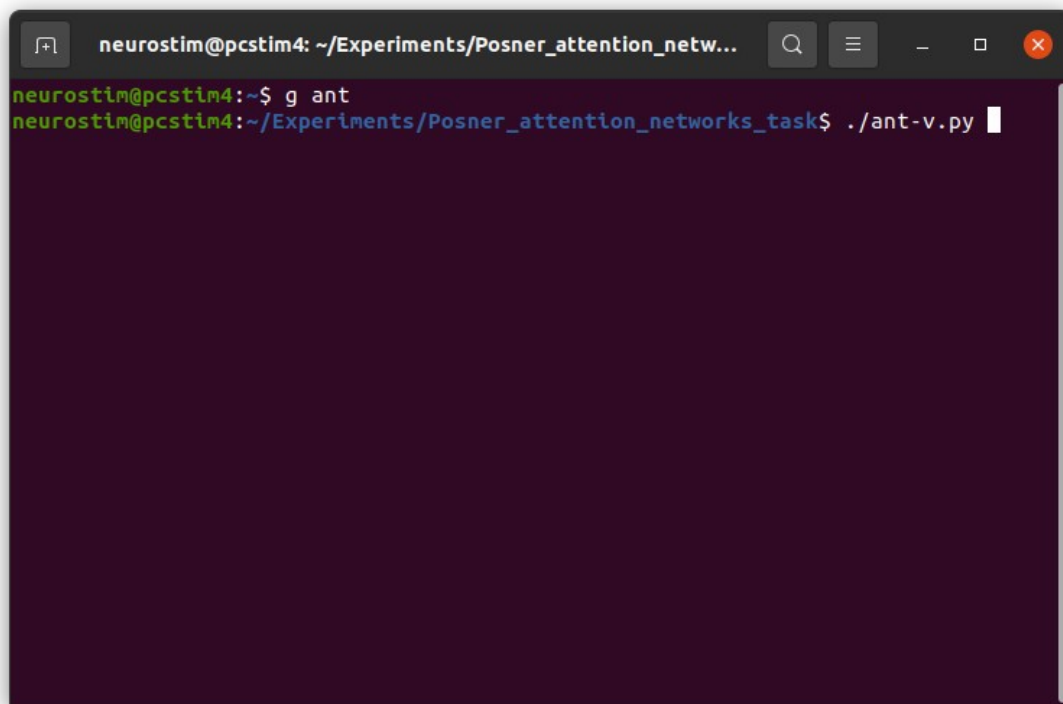 neurostim@pcstim4: ~/Experiments/Posner_attention_netw...
neurostim@pcstim4:~$ g ant
neurostim@pcstim4:~/Experiments/Posner_attention_networks_task$ ./ant-v.py